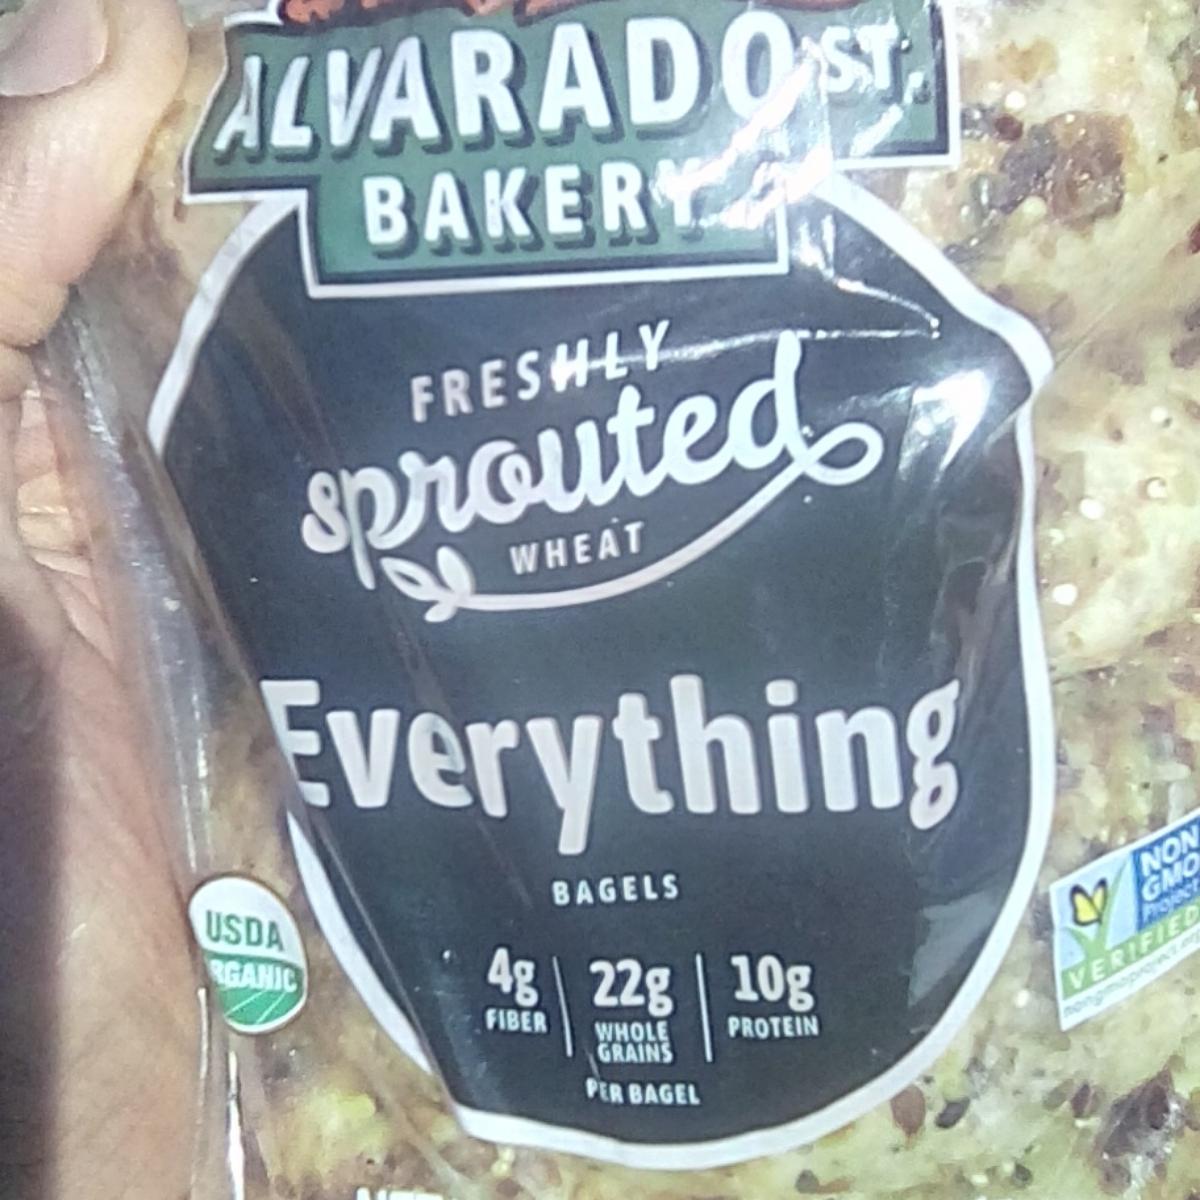 ALVARADO ST.
BAKERY
FRESHLY
sprouted
WHEAT
Everything
BAGELS
4g
FIBER
22g
WHOLE
GRAINS
10g
PROTEIN
PER BAGEL
USDA
ORGANIC
NON
GMO
Project
VERIFIED